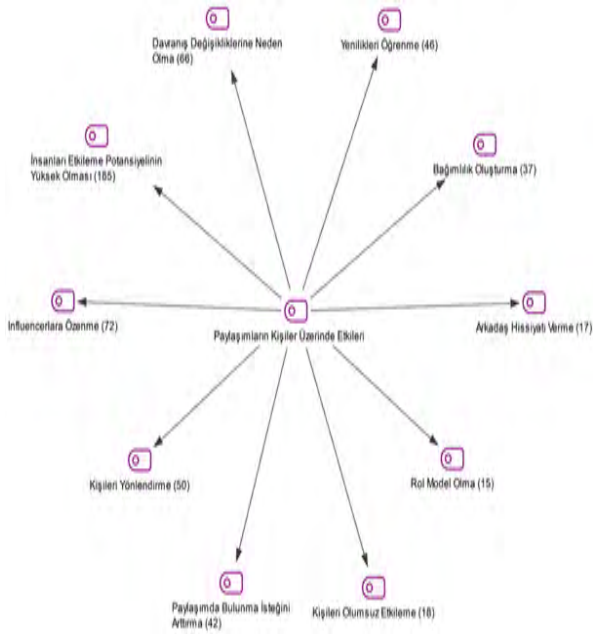 Davranış Değişikliklerine Neden
Olma (66)
Yenilikleri Öğrenme (46)
İnsanları Etkileme Potansiyelinin
Yüksek Olması (185)
Bağımlılık Oluşturma (37)
Influencerlara Özenme (72)
Paylaşımların Kişiler Üzerinde Etkileri
Arkadaş Hissiyatı Verme (17)
Kişileri Yönlendirme (50)
Rol Model Olma (15)
Paylaşımda Bulunma İsteğini
Arttırma (42)
Kişileri Olumsuz Etkileme (16)